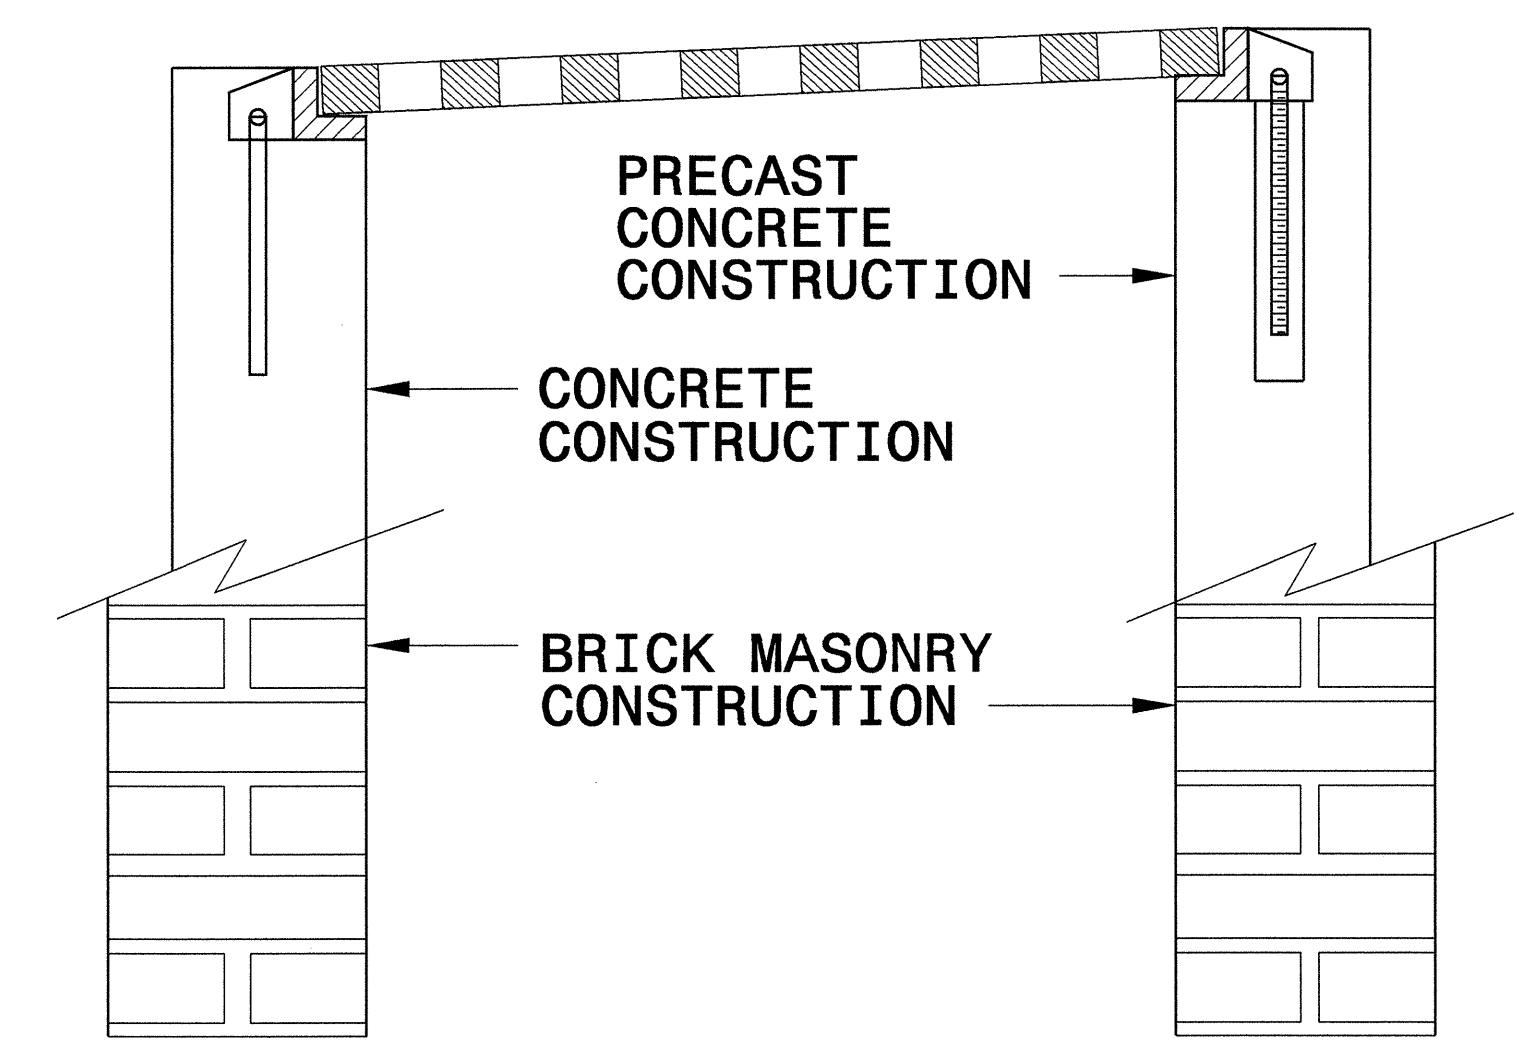 PRECAST
CONCRETE
CONSTRUCTION
CONCRETE
CONSTRUCTION
BRICK MASONRY
CONSTRUCTION